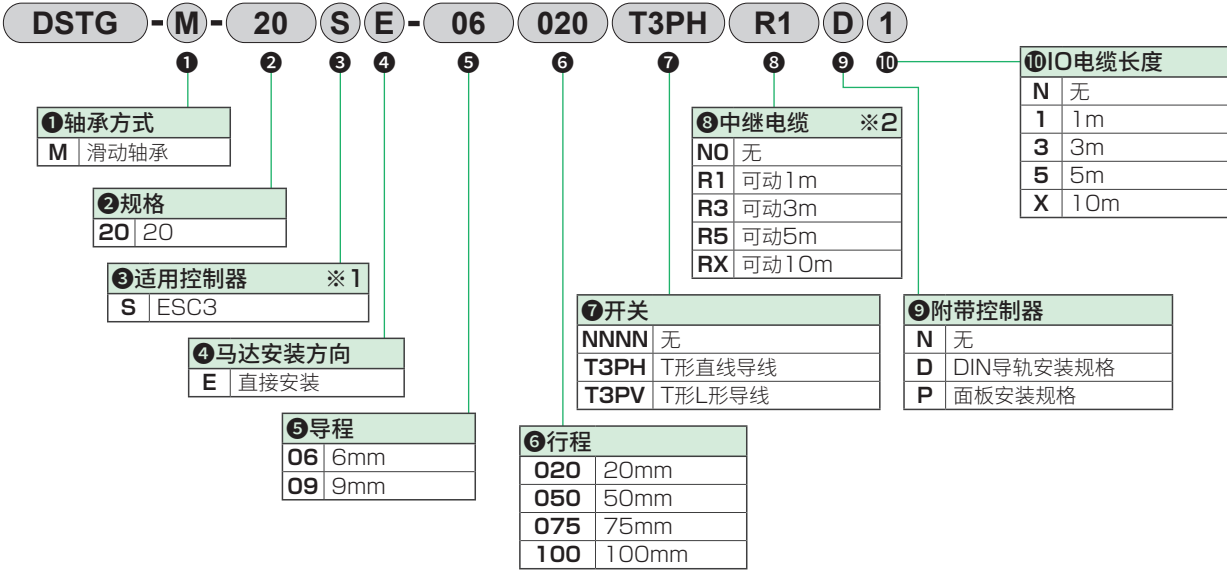 DSTG-M-20SE-06020T3PHR1D1
❶ ❷ ❸ ❹ ❺ ❻ ❼ ❽ ❾ ❿
❶轴承方式
M 滑动轴承
❷规格
20 20
❸适用控制器 ※1
S ESC3
❹马达安装方向
E 直接安装
❺导程
06 6mm
09 9mm
❻行程
020 20mm
050 50mm
075 75mm
100 100mm
❼开关
NNNN 无
T3PH T形直线导线
T3PV T形L形导线
❽中继电缆 ※2
N0 无
R1 可动1m
R3 可动3m
R5 可动5m
RX 可动10m
❾附带控制器
N 无
D DIN导轨安装规格
P 面板安装规格
❿IO电缆长度
N 无
1 1m
3 3m
5 5m
X 10m